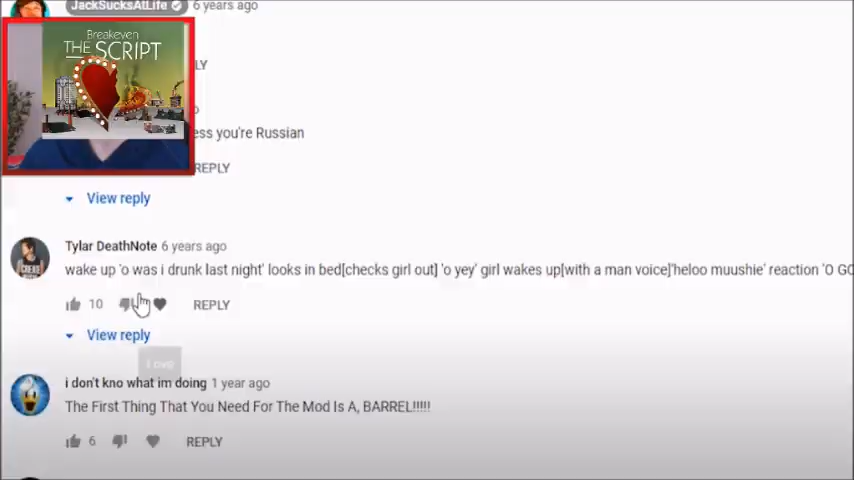 JackSucksAtLife 6 years ago
Breakeven
THE SCRIPT
LY
ess you're Russian
REPLY
View reply
Tylar DeathNote 6 years ago
wake up 'o was i drunk last night' looks in bed[checks girl out] 'o yey' girl wakes up[with a man voice]'heloo muushie' reaction 'O GO
10 REPLY
View reply
Love
i don't kno what im doing 1 year ago
The First Thing That You Need For The Mod Is A, BARREL!!!!!
6 REPLY